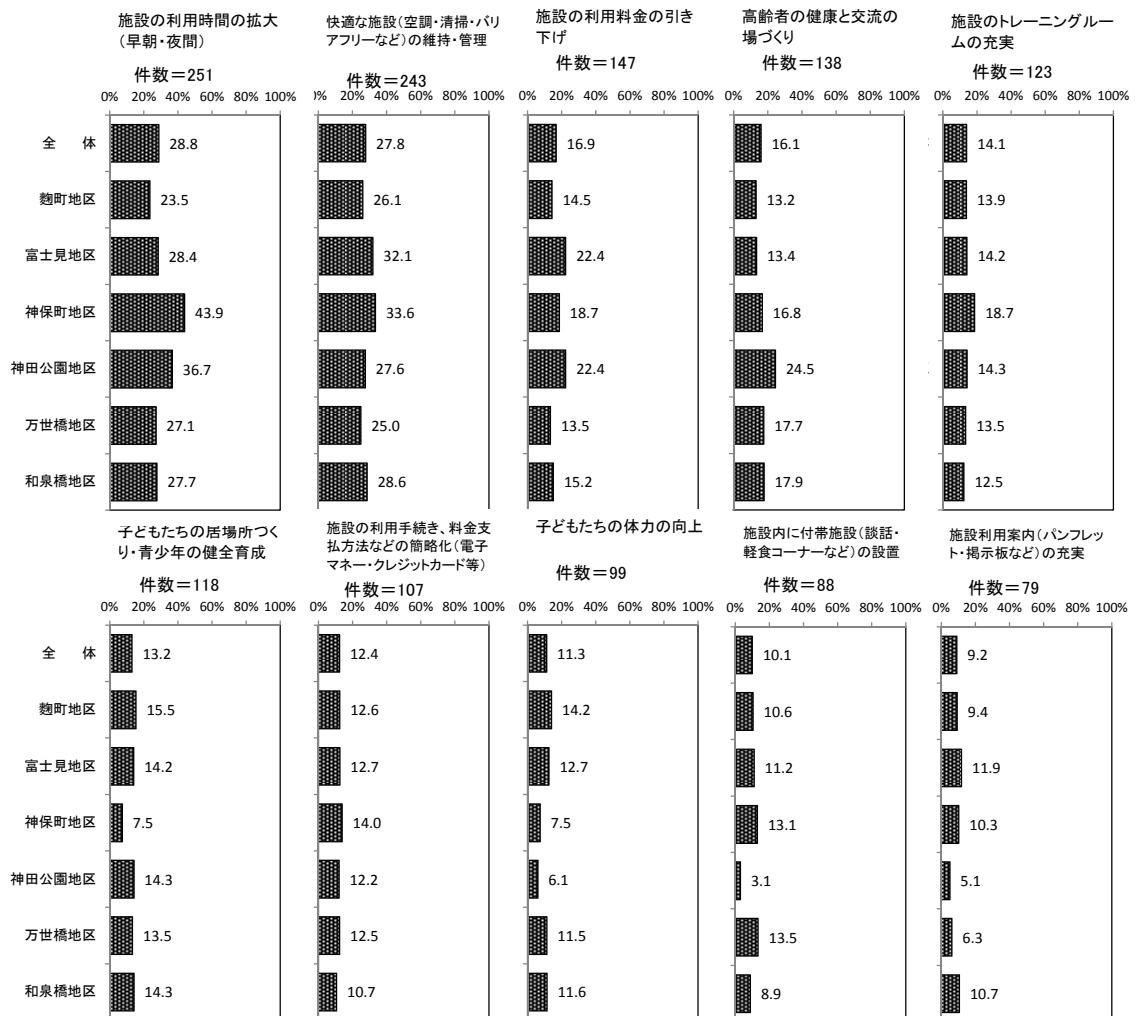 施設の利用時間の拡大
（早朝・夜間）
件数＝251
快適な施設（空調・清掃・バリ
アフリーなど）の維持・管理
件数＝243
施設の利用料金の引き
下げ
件数＝147
高齢者の健康と交流の
場づくり
件数＝138
施設のトレーニングルー
ムの充実
件数＝123
0% 20% 40% 60% 80% 100%
0% 20% 40% 60% 80% 100%
0% 20% 40% 60% 80% 100%
0% 20% 40% 60% 80% 100%
0% 20% 40% 60% 80% 100%
全　体 28.8 27.8 16.9 16.1 14.1
麴町地区 23.5 26.1 14.5 13.2 13.9
富士見地区 28.4 32.1 22.4 13.4 14.2
神保町地区 43.9 33.6 18.7 16.8 18.7
神田公園地区 36.7 27.6 22.4 24.5 14.3
万世橋地区 27.1 25.0 13.5 17.7 13.5
和泉橋地区 27.7 28.6 15.2 17.9 12.5
子どもたちの居場所づく
り・青少年の健全育成
件数＝118
施設の利用手続き、料金支
払方法などの簡略化（電子
マネー・クレジットカード等）
件数＝107
子どもたちの体力の向上
件数＝99
施設内に付帯施設（談話・
軽食コーナーなど）の設置
件数＝88
施設利用案内（パンフレッ
ト・掲示板など）の充実
件数＝79
0% 20% 40% 60% 80% 100%
0% 20% 40% 60% 80% 100%
0% 20% 40% 60% 80% 100%
0% 20% 40% 60% 80% 100%
0% 20% 40% 60% 80% 100%
全　体 13.2 12.4 11.3 10.1 9.2
麴町地区 15.5 12.6 14.2 10.6 9.4
富士見地区 14.2 12.7 12.7 11.2 11.9
神保町地区 7.5 14.0 7.5 13.1 10.3
神田公園地区 14.3 12.2 6.1 3.1 5.1
万世橋地区 13.5 12.5 11.5 13.5 6.3
和泉橋地区 14.3 10.7 11.6 8.9 10.7